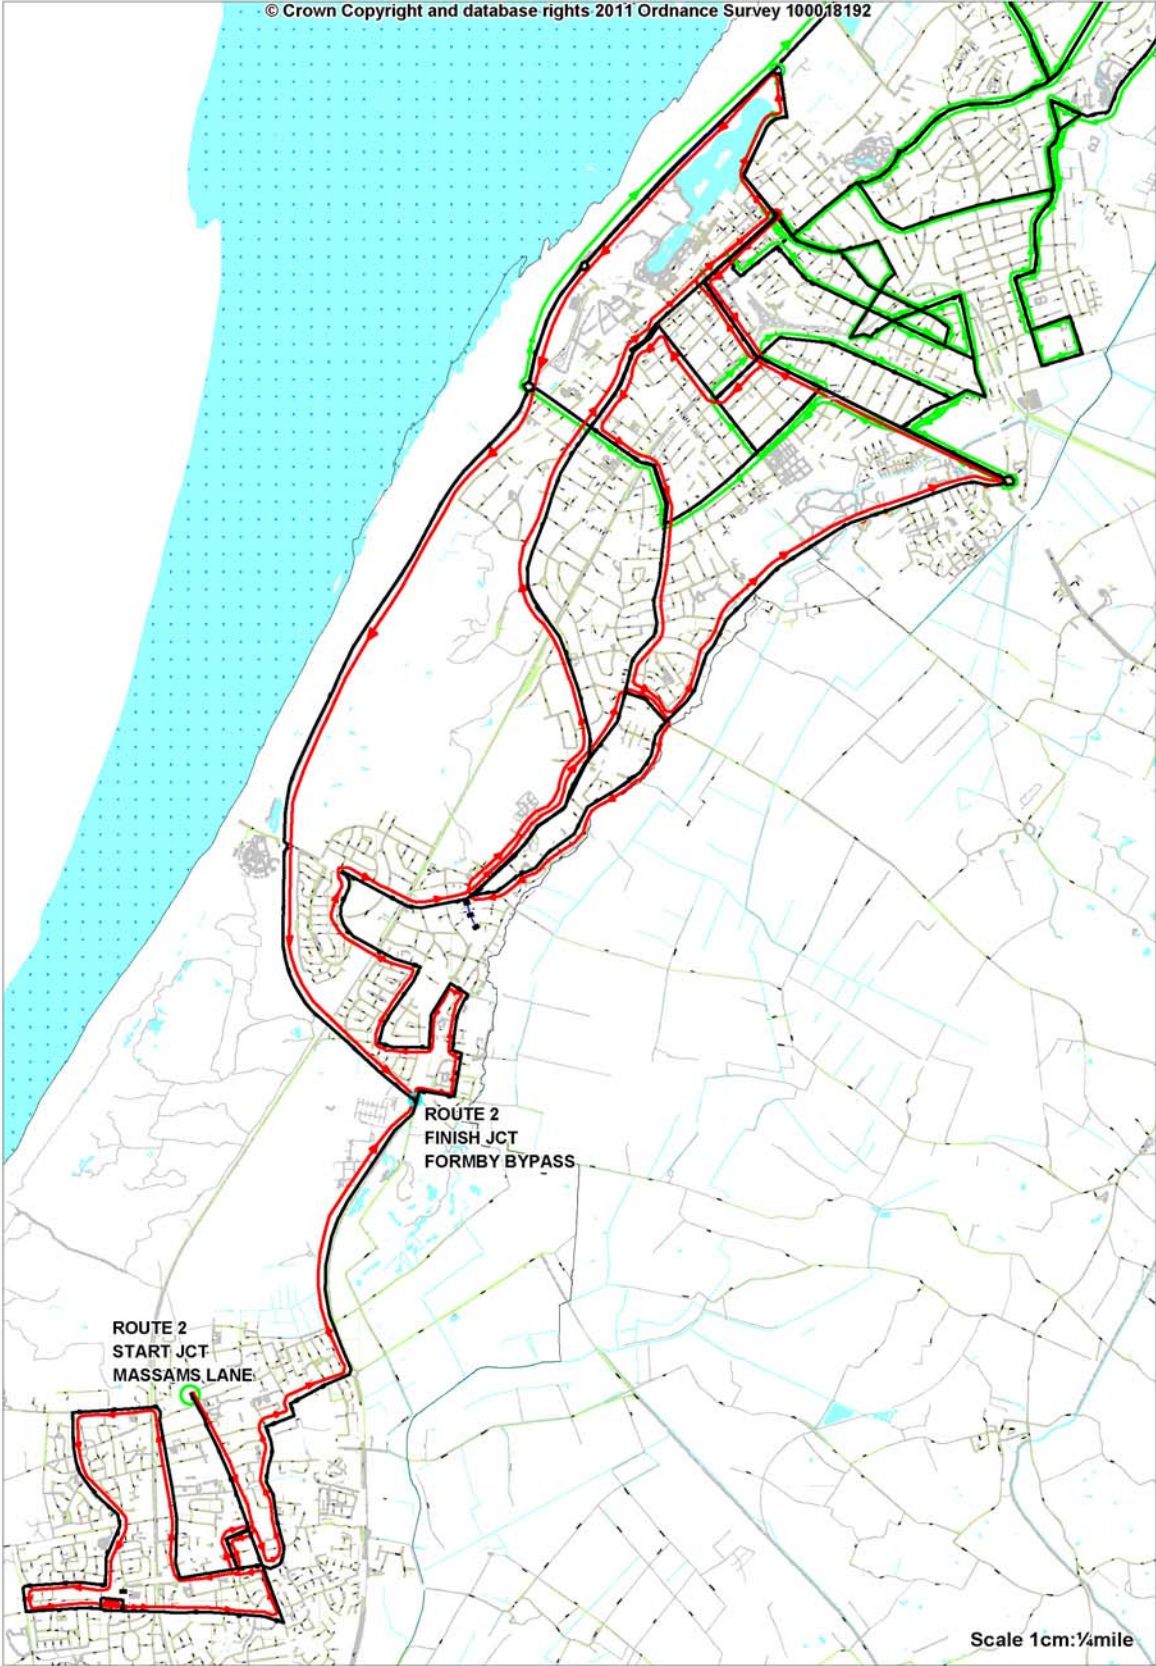 © Crown Copyright and database rights 2011 Ordnance Survey 100018192
ROUTE 2
FINISH JCT
FORMBY BYPASS
ROUTE 2
START JCT
MASSAMS LANE
Scale 1cm:¼mile